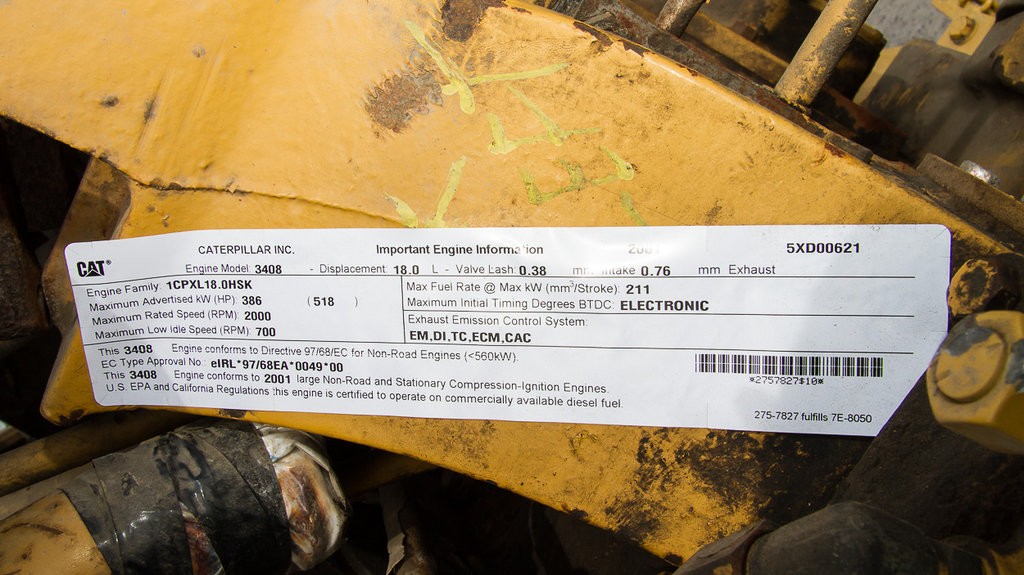 CATERPILLAR INC. Important Engine Information 2001 5XD00621
CAT®
Engine Model: 3408 - Displacement: 18.0 L - Valve Lash: 0.38 mm Intake 0.76 mm Exhaust
Engine Family: 1CPXL18.0HSK
Maximum Advertised kW (HP): 386 ( 518 )
Maximum Rated Speed (RPM): 2000
Maximum Low Idle Speed (RPM): 700
Max Fuel Rate @ Max kW (mm³/Stroke): 211
Maximum Initial Timing Degrees BTDC: ELECTRONIC
Exhaust Emission Control System:
EM,DI,TC,ECM,CAC
This 3408 Engine conforms to Directive 97/68/EC for Non-Road Engines (<560kW).
EC Type Approval No.: eIRL*97/68EA*0049*00
This 3408 Engine conforms to 2001 large Non-Road and Stationary Compression-Ignition Engines.
U.S. EPA and California Regulations this engine is certified to operate on commercially available diesel fuel.
*2757827$10*
275-7827 fulfills 7E-8050